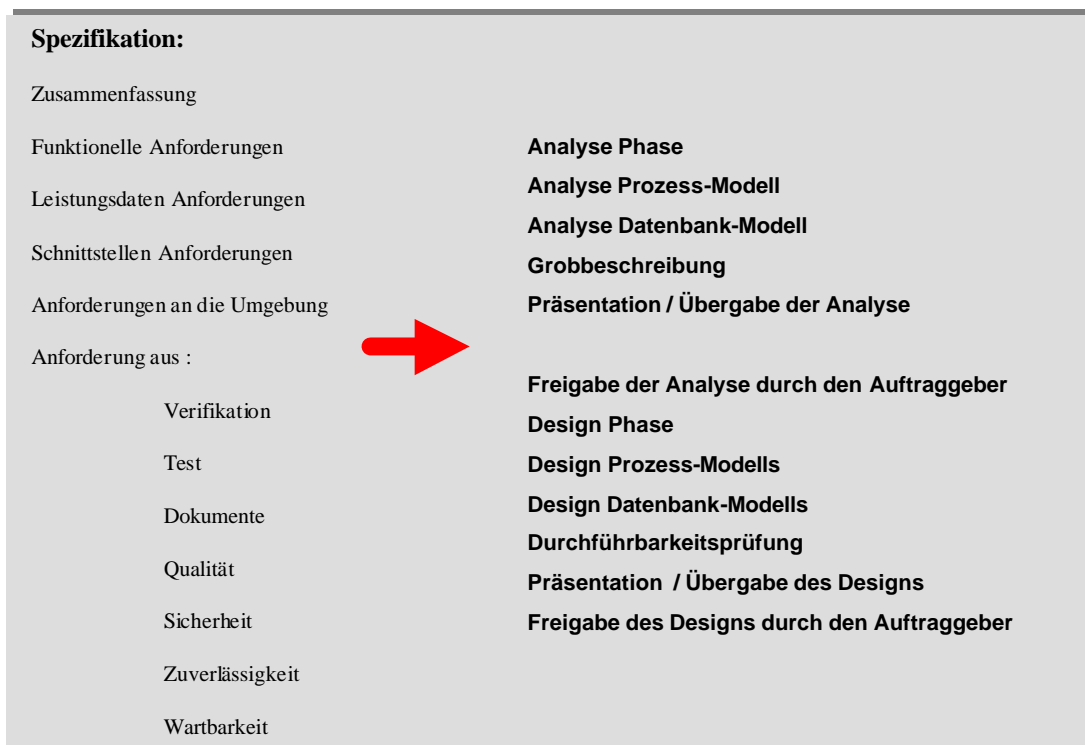 Spezifikation:
Zusammenfassung
Funktionelle Anforderungen
Leistungsdaten Anforderungen
Schnittstellen Anforderungen
Anforderungen an die Umgebung
Anforderung aus :
Verifikation
Test
Dokumente
Qualität
Sicherheit
Zuverlässigkeit
Wartbarkeit
Analyse Phase
Analyse Prozess-Modell
Analyse Datenbank-Modell
Grobbeschreibung
Präsentation / Übergabe der Analyse
Freigabe der Analyse durch den Auftraggeber
Design Phase
Design Prozess-Modells
Design Datenbank-Modells
Durchführbarkeitsprüfung
Präsentation / Übergabe des Designs
Freigabe des Designs durch den Auftraggeber